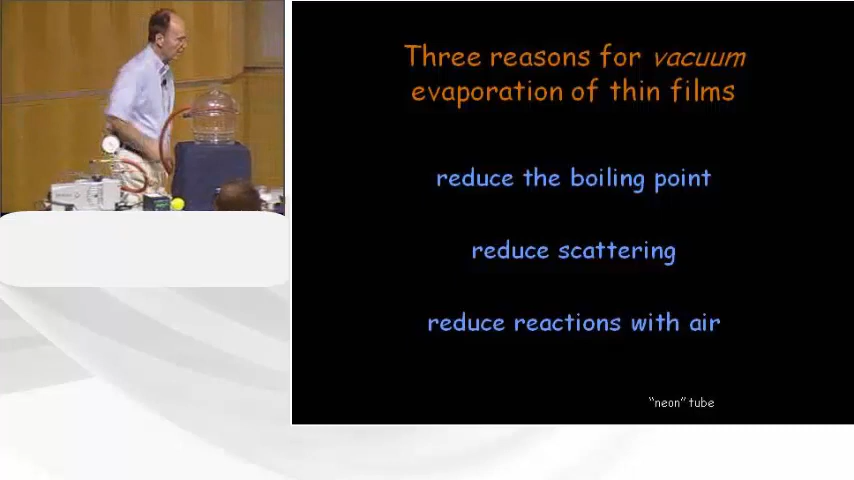 Three reasons for vacuum
evaporation of thin films
reduce the boiling point
reduce scattering
reduce reactions with air
“neon” tube